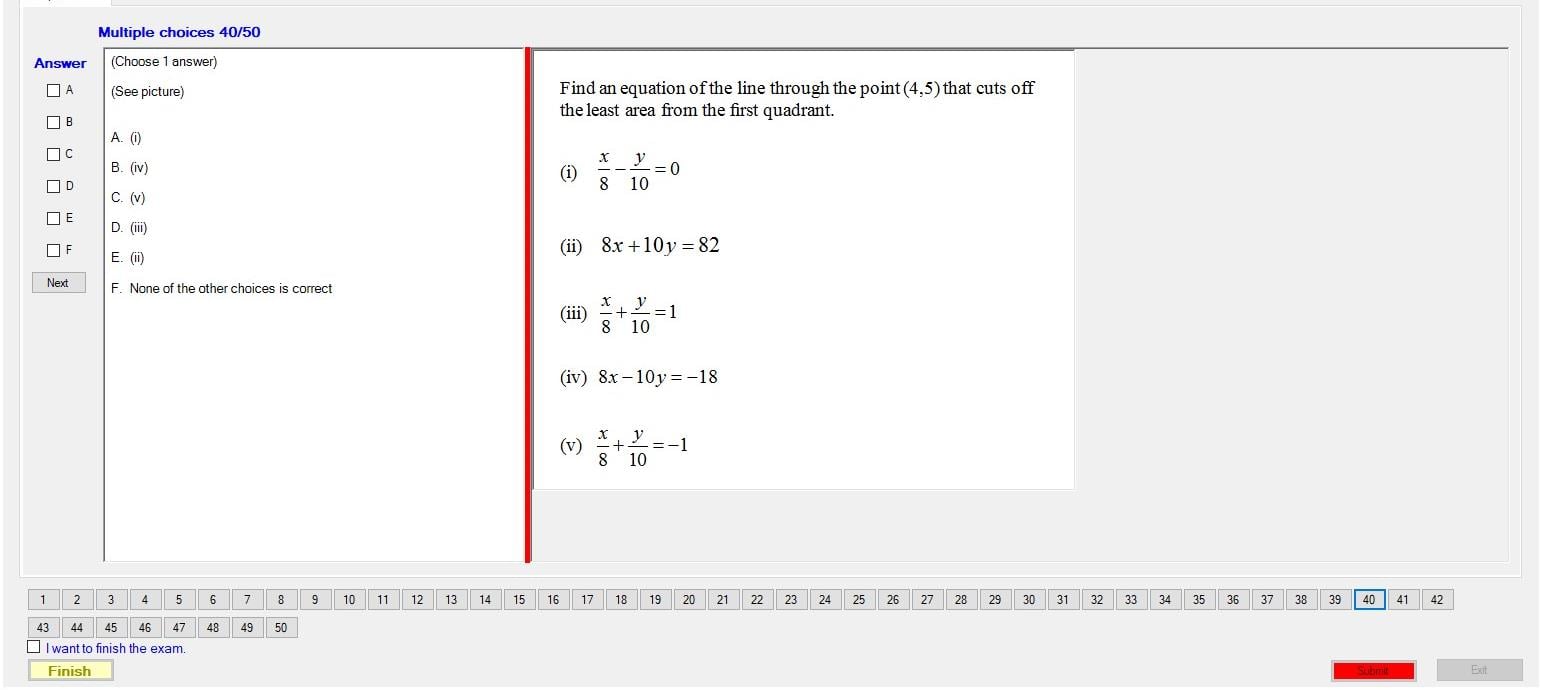 Multiple choices 40/50
Answer
A
B
C
D
E
F
Next
(Choose 1 answer)
(See picture)
A. (i)
B. (iv)
C. (v)
D. (iii)
E. (ii)
F. None of the other choices is correct
Find an equation of the line through the point (4,5) that cuts off
the least area from the first quadrant.
(i) x/8 − y/10 = 0
(ii) 8x + 10y = 82
(iii) x/8 + y/10 = 1
(iv) 8x − 10y = −18
(v) x/8 + y/10 = −1
1 2 3 4 5 6 7 8 9 10 11 12 13 14 15 16 17 18 19 20 21 22 23 24 25 26 27 28 29 30 31 32 33 34 35 36 37 38 39 40 41 42
43 44 45 46 47 48 49 50
I want to finish the exam.
Finish
Submit
Exit